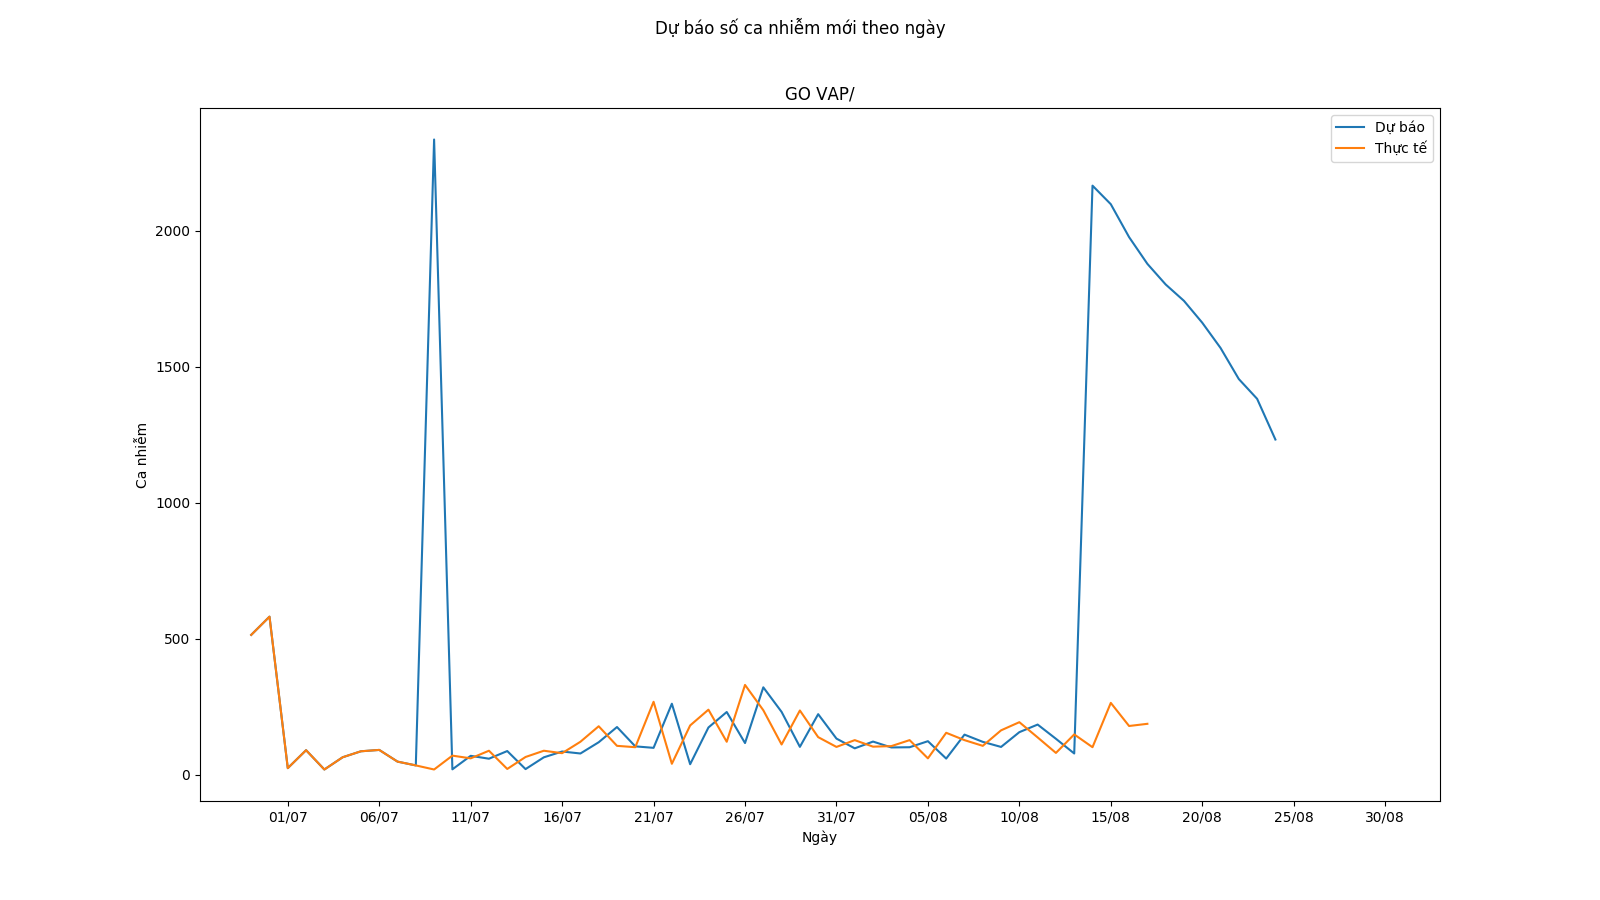 Dự báo số ca nhiễm mới theo ngày
GO VAP/
Dự báo
Thực tế
Ca nhiễm
2000
1500
1000
500
0
01/07 06/07 11/07 16/07 21/07 26/07 31/07 05/08 10/08 15/08 20/08 25/08 30/08
Ngày